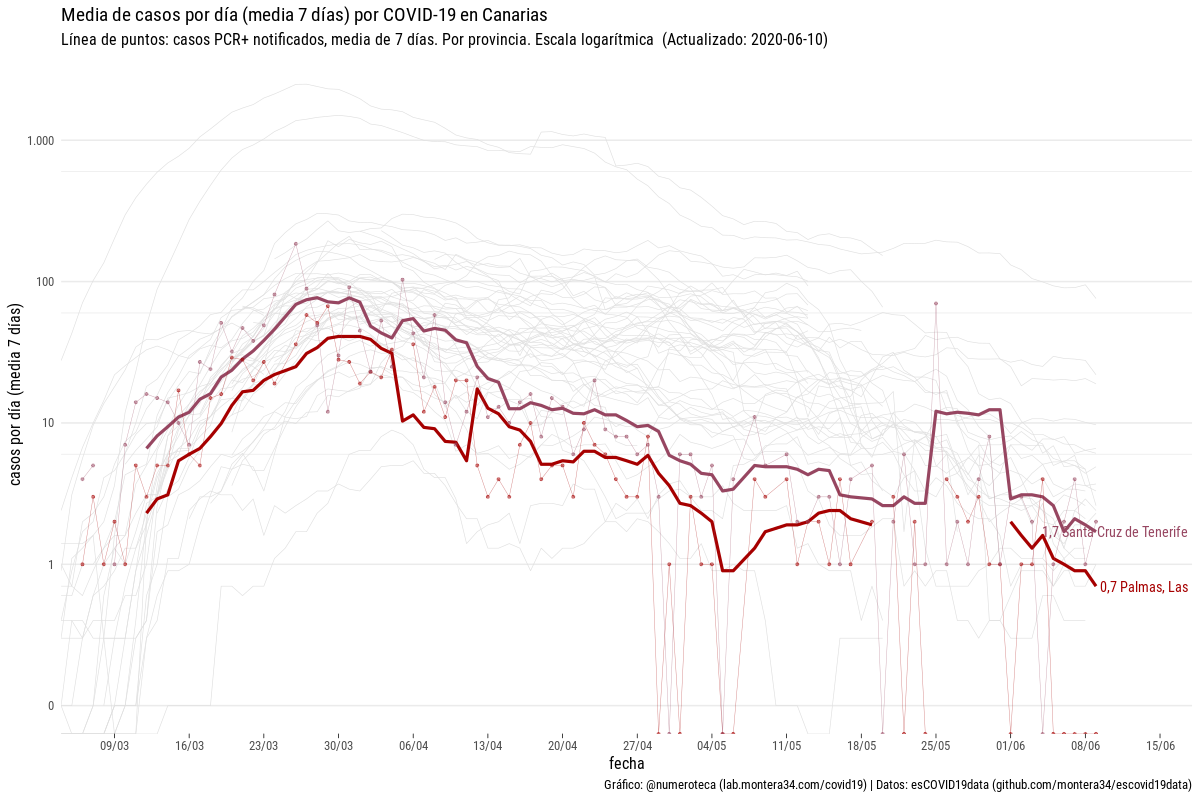 Media de casos por día (media 7 días) por COVID-19 en Canarias
Línea de puntos: casos PCR+ notificados, media de 7 días. Por provincia. Escala logarítmica (Actualizado: 2020-06-10)
casos por día (media 7 días)
1.000
100
10
1
0
1,7 Santa Cruz de Tenerife
0,7 Palmas, Las
09/03 16/03 23/03 30/03 06/04 13/04 20/04 27/04 04/05 11/05 18/05 25/05 01/06 08/06 15/06
fecha
Gráfico: @numeroteca (lab.montera34.com/covid19) | Datos: esCOVID19data (github.com/montera34/escovid19data)